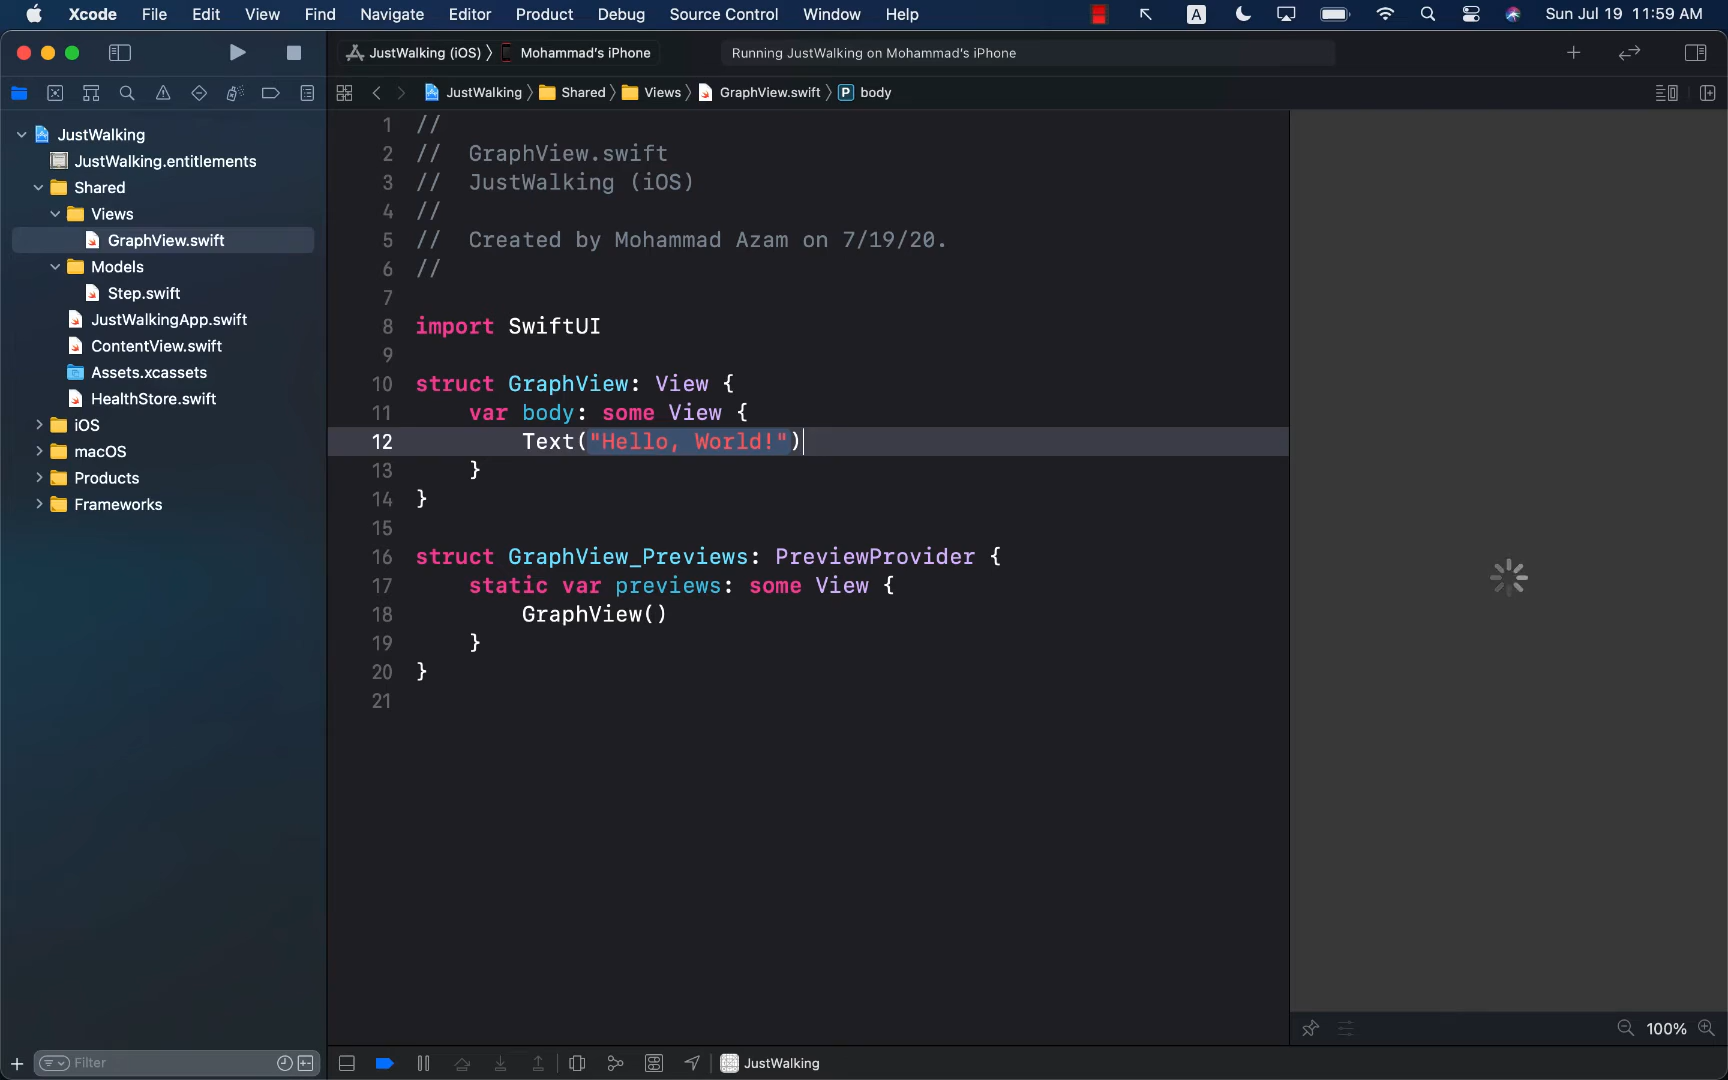 Xcode File Edit View Find Navigate Editor Product Debug Source Control Window Help A Sun Jul 19 11:59 AM
JustWalking (iOS) 〉 Mohammad's iPhone Running JustWalking on Mohammad's iPhone
JustWalking 〉 Shared 〉 Views 〉 GraphView.swift 〉 P body
JustWalking
JustWalking.entitlements
Shared
Views
GraphView.swift
Models
Step.swift
JustWalkingApp.swift
ContentView.swift
Assets.xcassets
HealthStore.swift
iOS
macOS
Products
Frameworks
Filter
1 //
2 //  GraphView.swift
3 //  JustWalking (iOS)
4 //
5 //  Created by Mohammad Azam on 7/19/20.
6 //
7
8 import SwiftUI
9
10 struct GraphView: View {
11     var body: some View {
12         Text("Hello, World!")
13     }
14 }
15
16 struct GraphView_Previews: PreviewProvider {
17     static var previews: some View {
18         GraphView()
19     }
20 }
21
JustWalking
100%